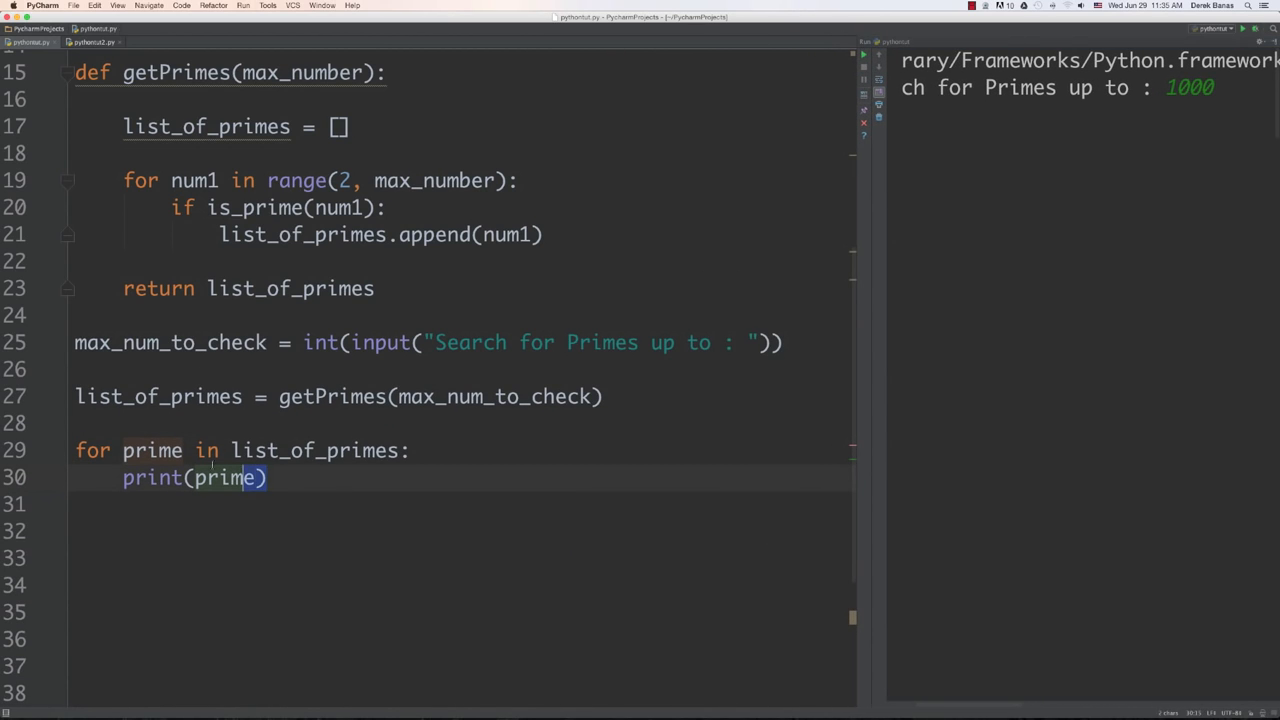 PyCharm File Edit View Navigate Code Refactor Run Tools VCS Window Help 10 Wed Jun 29 11:35 AM Derek Banas
pythontut.py - PycharmProjects - [~/PycharmProjects]
PycharmProjects pythontut.py pythontut
pythontut.py × pythontut2.py × Run: pythontut
15 def getPrimes(max_number):
16
17 list_of_primes = []
18
19 for num1 in range(2, max_number):
20 if is_prime(num1):
21 list_of_primes.append(num1)
22
23 return list_of_primes
24
25 max_num_to_check = int(input("Search for Primes up to : "))
26
27 list_of_primes = getPrimes(max_num_to_check)
28
29 for prime in list_of_primes:
30 print(prime)
31
32
33
34
35
36
37
38
rary/Frameworks/Python.framework
ch for Primes up to : 1000
2 chars 30:15 LF÷ UTF-8÷